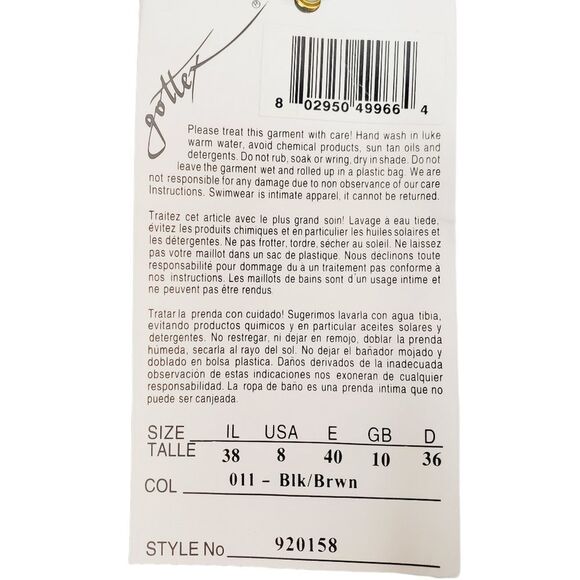 gottex
®
8 02950 49966 4
Please treat this garment with care! Hand wash in luke
warm water, avoid chemical products, sun tan oils and
detergents. Do not rub, soak or wring, dry in shade. Do not
leave the garment wet and rolled up in a plastic bag. We are
not responsible for any damage due to non observance of our care
Instructions. Swimwear is intimate apparel, it cannot be returned.
Traitez cet article avec le plus grand soin! Lavage à eau tiede,
évitez les produits chimiques et en particulier les huiles solaires et
les détergentes. Ne pas frotter, tordre, sécher au soleil. Ne laissez
pas votre maillot dans un sac de plastique. Nous declinons toute
responsabilité pour dommage du a un traitement pas conforme a
nos instructions. Les maillots de bains sont d'un usage intime et
ne peuvent pas être rendus.
Tratar la prenda con cuidado! Sugerimos lavarla con agua tibia,
evitando productos quimicos y en particular aceites solares y
detergentes. No restregar, ni dejar en remojo, doblar la prenda
húmeda, secarla al rayo del sol. No dejar el bañador mojado y
doblado en bolsa plastica. Daños derivados de la inadecuada
observación de estas indicaciones nos exoneran de cualquier
responsabilidad. La ropa de baño es una prenda intima que no
puede ser canjeada.
SIZE IL USA E GB D
TALLE 38 8 40 10 36
COL 011 - Blk/Brwn
STYLE No 920158